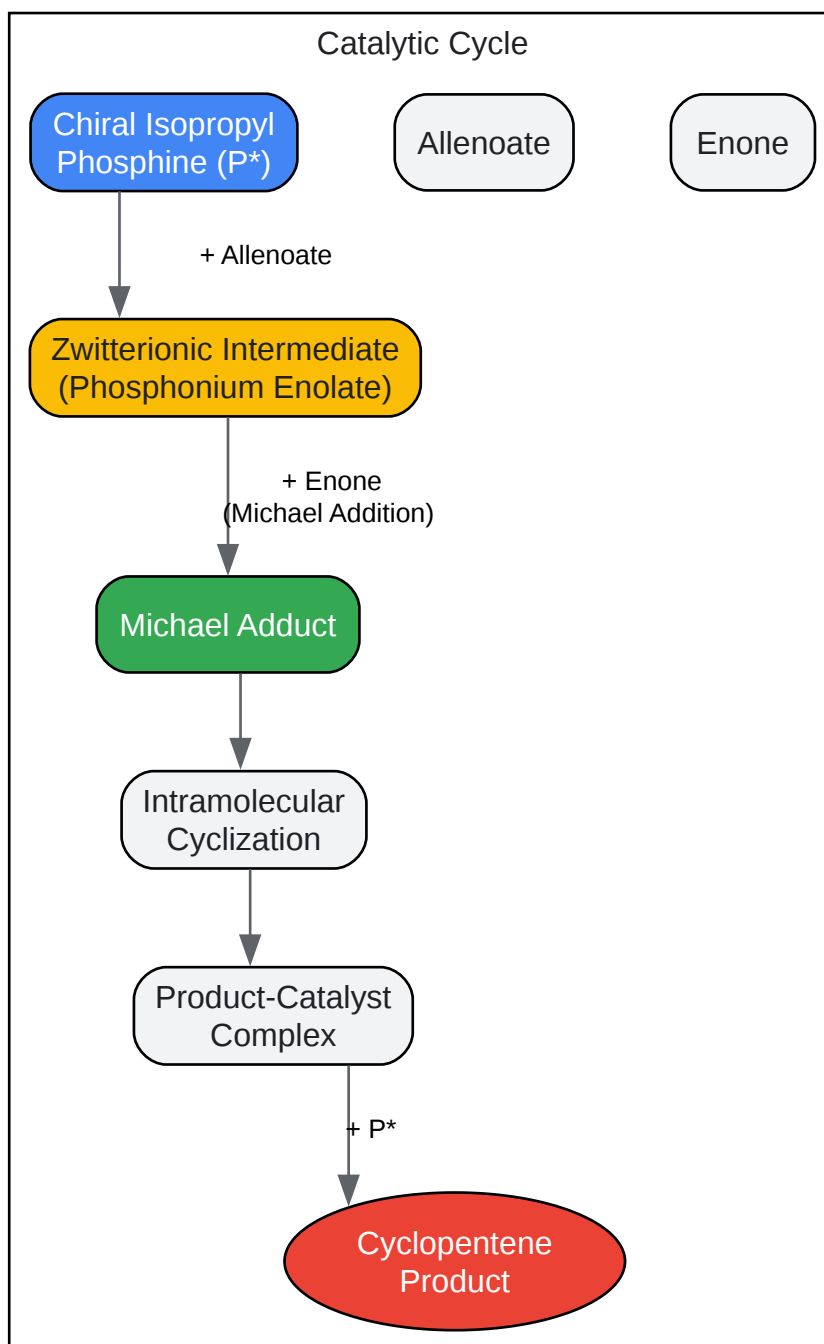 Catalytic Cycle
Chiral Isopropyl
Phosphine (P*)
Allenoate
Enone
+ Allenoate
Zwitterionic Intermediate
(Phosphonium Enolate)
+ Enone
(Michael Addition)
Michael Adduct
Intramolecular
Cyclization
Product-Catalyst
Complex
+ P*
Cyclopentene
Product